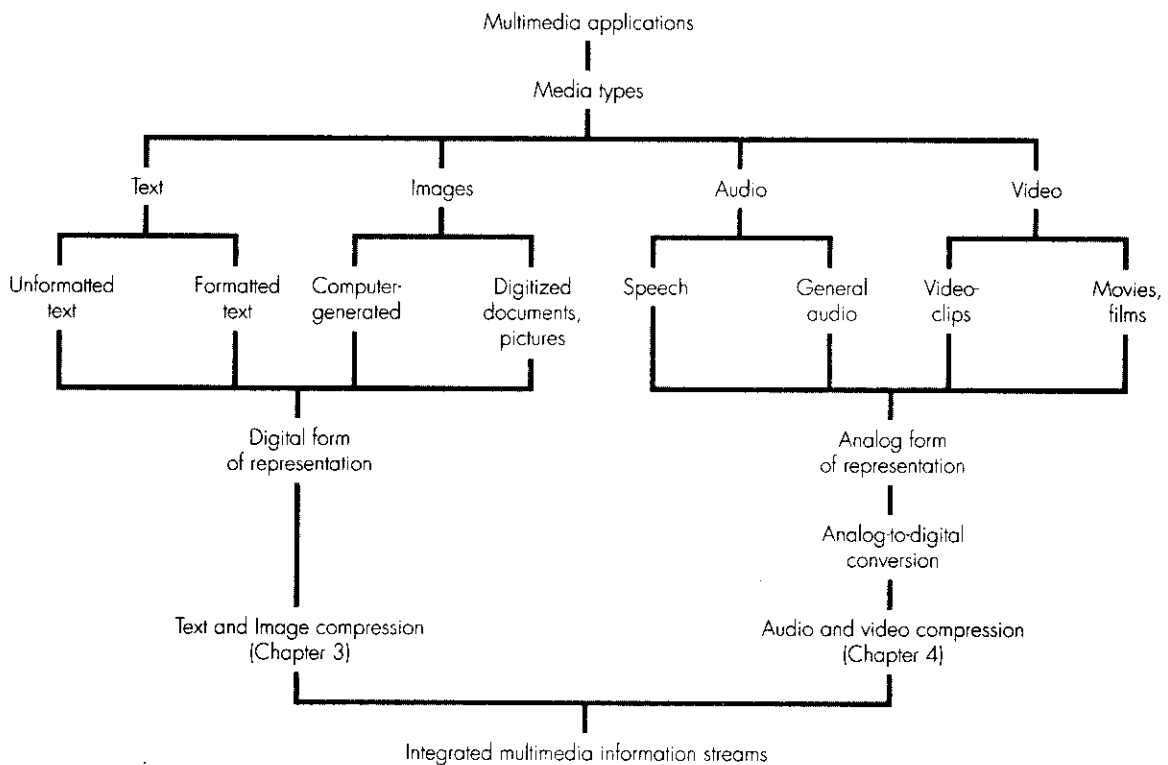 Multimedia applications
Media types
Text
Images
Audio
Video
Unformatted
text
Formatted
text
Computer-
generated
Digitized
documents,
pictures
Speech
General
audio
Video-
clips
Movies,
films
Digital form
of representation
Analog form
of representation
Analog-to-digital
conversion
Text and Image compression
(Chapter 3)
Audio and video compression
(Chapter 4)
Integrated multimedia information streams